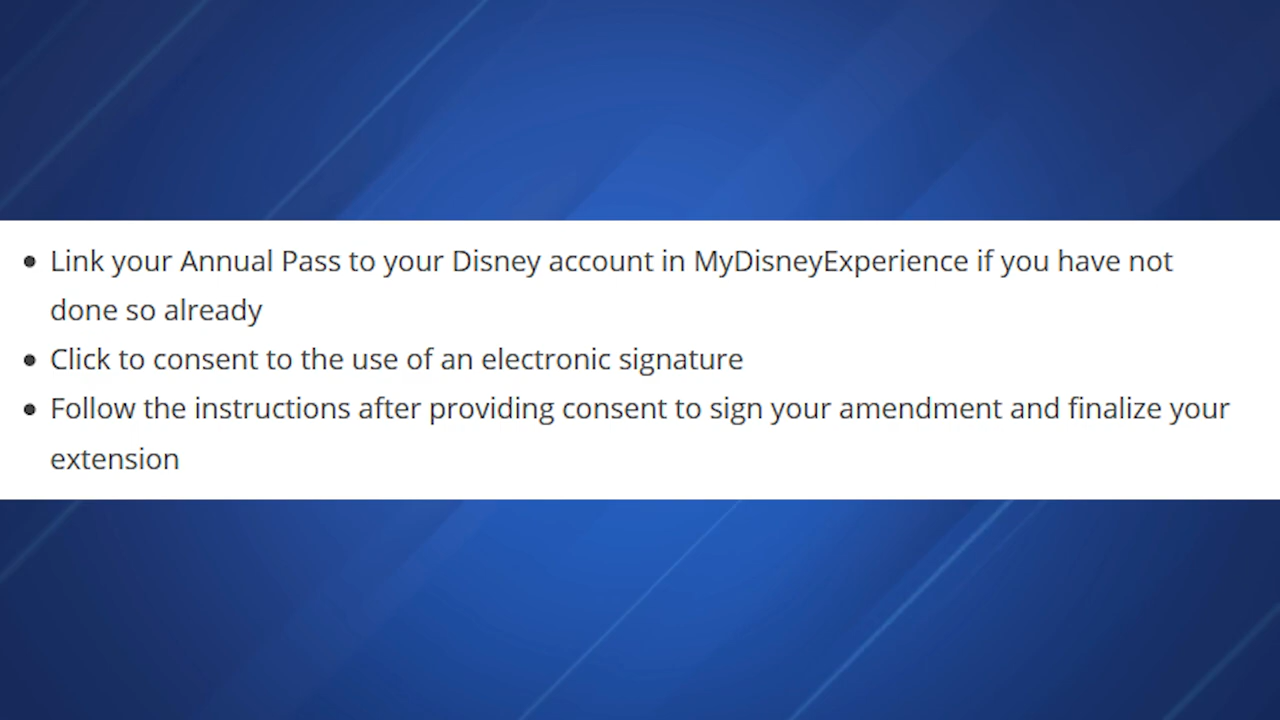 • Link your Annual Pass to your Disney account in MyDisneyExperience if you have not
done so already
• Click to consent to the use of an electronic signature
• Follow the instructions after providing consent to sign your amendment and finalize your
extension